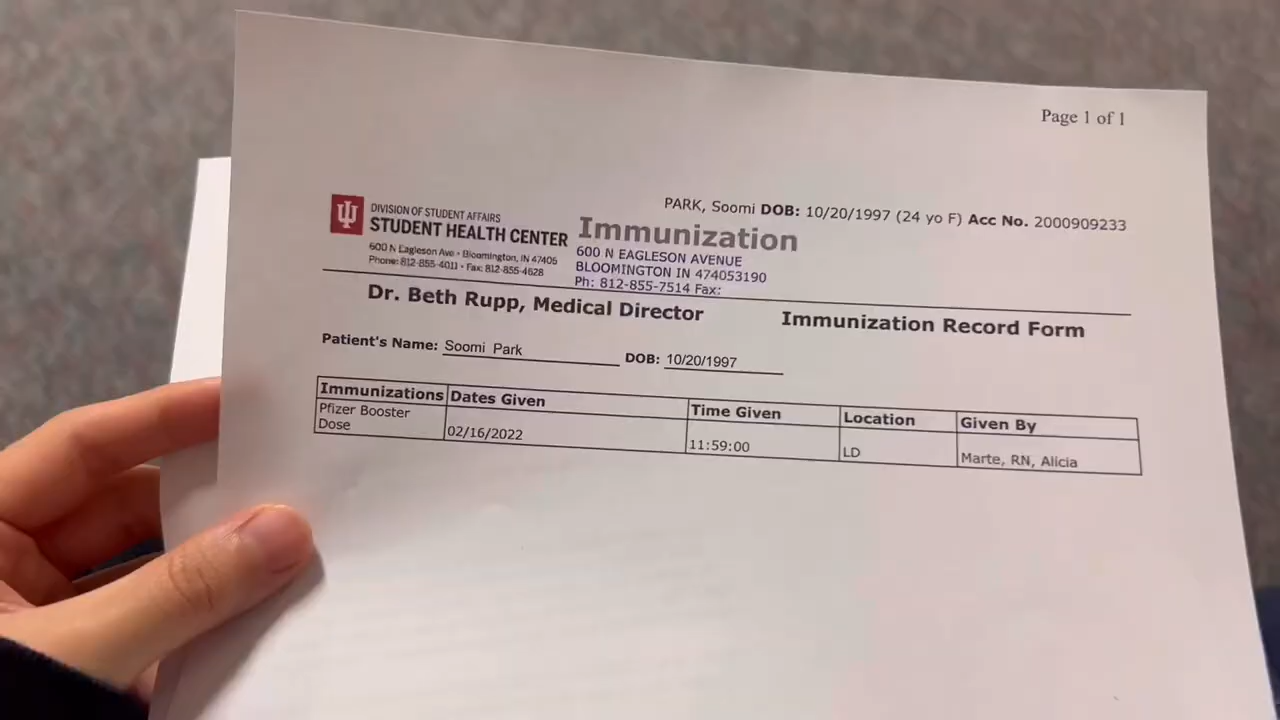 Page 1 of 1
PARK, Soomi DOB: 10/20/1997 (24 yo F) Acc No. 2000909233
DIVISION OF STUDENT AFFAIRS
STUDENT HEALTH CENTER
600 N Eagleson Ave • Bloomington, IN 47405
Phone: 812-855-4011 • Fax: 812-855-4628
Immunization
600 N EAGLESON AVENUE
BLOOMINGTON IN 474053190
Ph: 812-855-7514 Fax:
Dr. Beth Rupp, Medical Director Immunization Record Form
Patient's Name: Soomi Park DOB: 10/20/1997
Immunizations Dates Given Time Given Location Given By
Pfizer Booster
Dose 02/16/2022 11:59:00 LD Marte, RN, Alicia